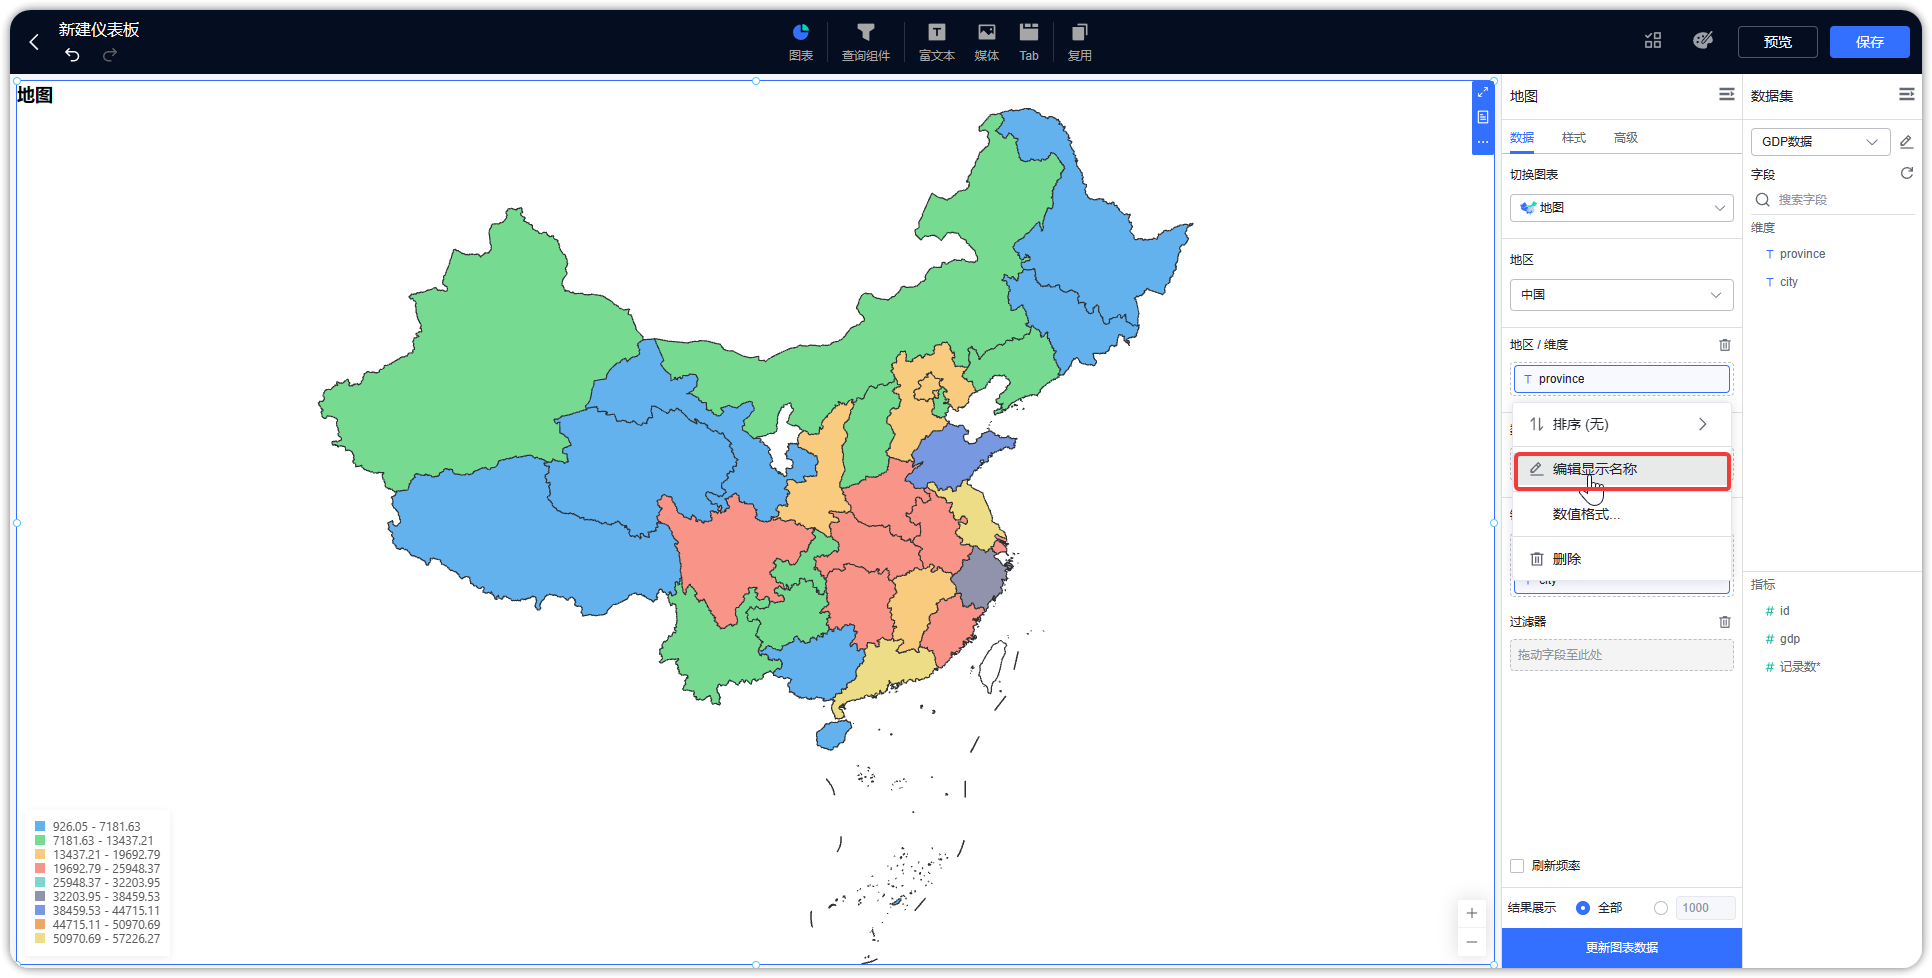 新建仪表板
图表
查询组件
富文本
媒体
Tab
复用
预览
保存
地图
地图
数据
样式
高级
切换图表
地图
地区
中国
地区 / 维度
province
排序 (无)
编辑显示名称
数值格式...
删除
city
过滤器
拖动字段至此处
刷新频率
结果展示
全部
1000
更新图表数据
数据集
GDP数据
字段
搜索字段
维度
T province
T city
指标
# id
# gdp
# 记录数*
926.05 - 7181.63
7181.63 - 13437.21
13437.21 - 19692.79
19692.79 - 25948.37
25948.37 - 32203.95
32203.95 - 38459.53
38459.53 - 44715.11
44715.11 - 50970.69
50970.69 - 57226.27